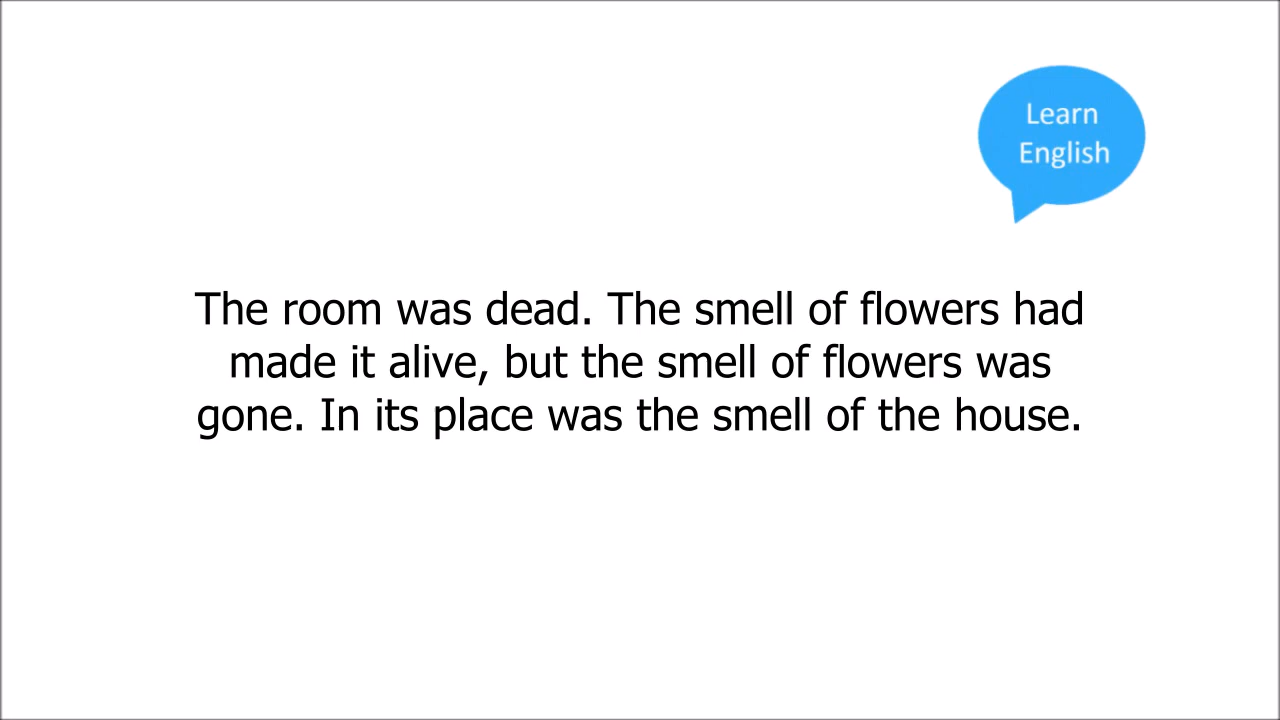 Learn
English
The room was dead. The smell of flowers had
made it alive, but the smell of flowers was
gone. In its place was the smell of the house.